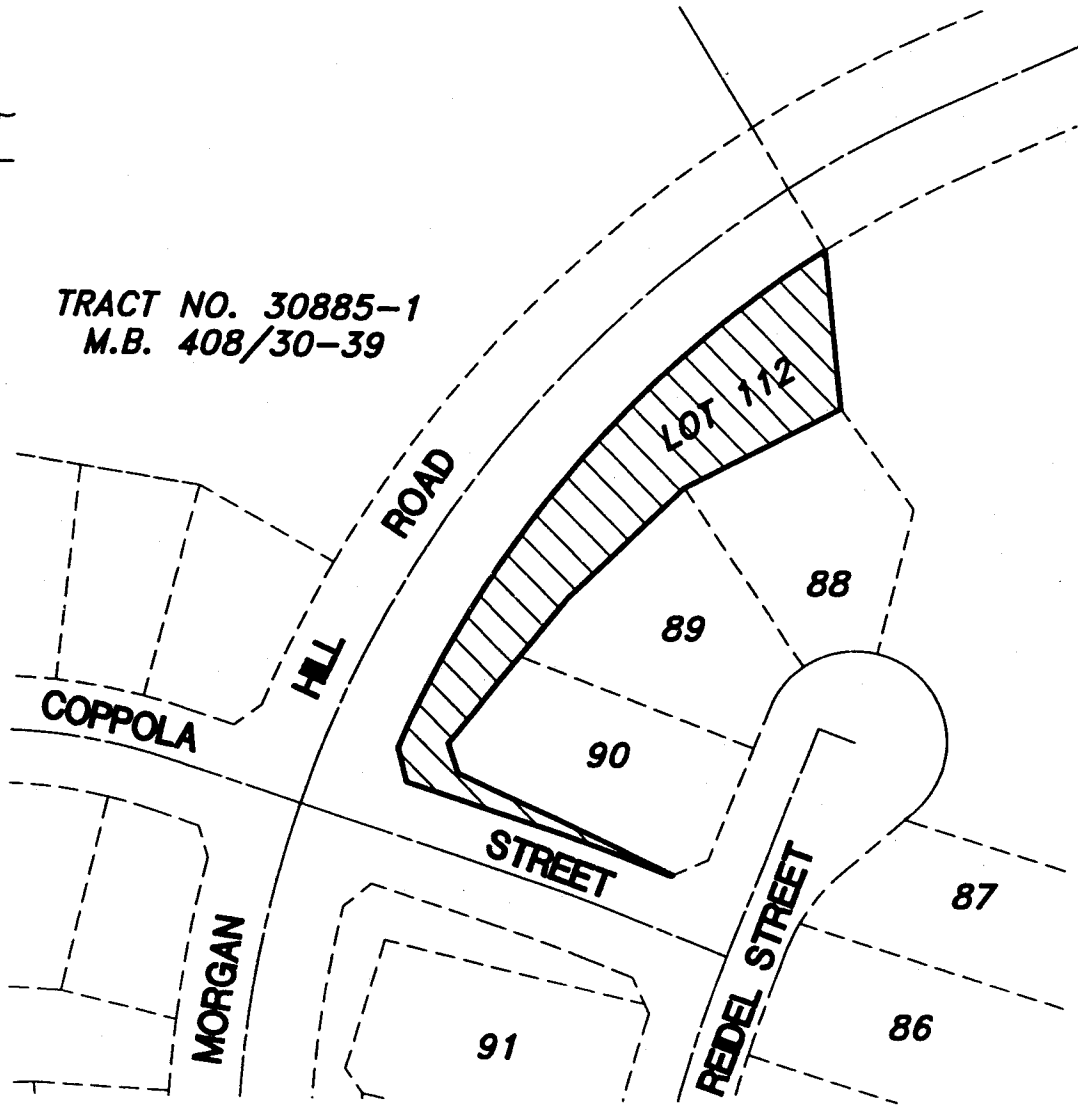 TRACT NO. 30885-1
M.B. 408/30-39
LOT 112
ROAD
HILL
MORGAN
COPPOLA
STREET
88
89
90
REIDEL STREET
87
86
91